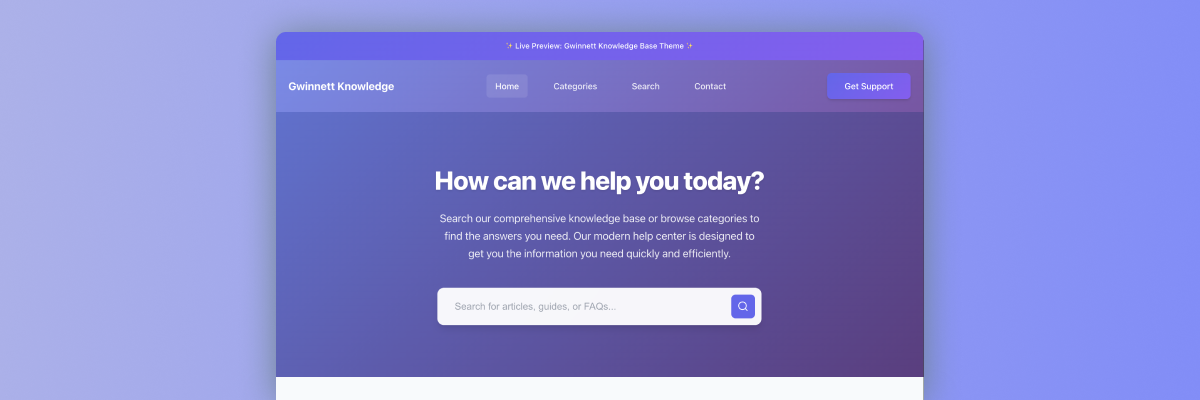 ✨ Live Preview: Gwinnett Knowledge Base Theme ✨
Gwinnett Knowledge
Home
Categories
Search
Contact
Get Support
How can we help you today?
Search our comprehensive knowledge base or browse categories to
find the answers you need. Our modern help center is designed to
get you the information you need quickly and efficiently.
Search for articles, guides, or FAQs...